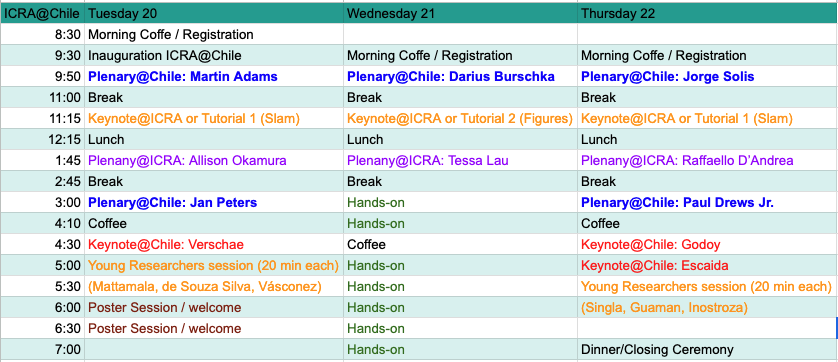 ICRA@Chile Tuesday 20 Wednesday 21 Thursday 22
8:30 Morning Coffe / Registration
9:30 Inauguration ICRA@Chile Morning Coffe / Registration Morning Coffe / Registration
9:50 Plenary@Chile: Martin Adams Plenary@Chile: Darius Burschka Plenary@Chile: Jorge Solis
11:00 Break Break Break
11:15 Keynote@ICRA or Tutorial 1 (Slam) Keynote@ICRA or Tutorial 2 (Figures) Keynote@ICRA or Tutorial 1 (Slam)
12:15 Lunch Lunch Lunch
1:45 Plenany@ICRA: Allison Okamura Plenany@ICRA: Tessa Lau Plenany@ICRA: Raffaello D'Andrea
2:45 Break Break Break
3:00 Plenary@Chile: Jan Peters Hands-on Plenary@Chile: Paul Drews Jr.
4:10 Coffee Hands-on Coffee
4:30 Keynote@Chile: Verschae Coffee Keynote@Chile: Godoy
5:00 Young Researchers session (20 min each) Hands-on Keynote@Chile: Escaida
5:30 (Mattamala, de Souza Silva, Vásconez) Hands-on Young Researchers session (20 min each)
6:00 Poster Session / welcome Hands-on (Singla, Guaman, Inostroza)
6:30 Poster Session / welcome Hands-on
7:00 Hands-on Dinner/Closing Ceremony